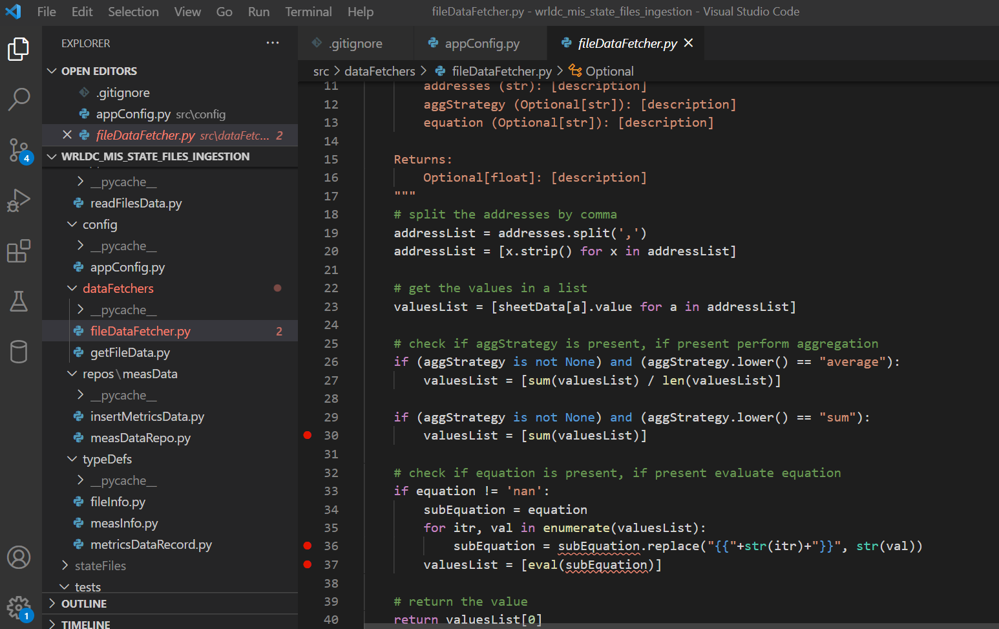 File Edit Selection View Go Run Terminal Help fileDataFetcher.py - wrldc_mis_state_files_ingestion - Visual Studio Code
EXPLORER ...
OPEN EDITORS
.gitignore
appConfig.py src\config
fileDataFetcher.py src\dataFetc... 2
WRLDC_MIS_STATE_FILES_INGESTION
__pycache__
readFilesData.py
config
__pycache__
appConfig.py
dataFetchers
__pycache__
fileDataFetcher.py 2
getFileData.py
repos\measData
__pycache__
insertMetricsData.py
measDataRepo.py
typeDefs
__pycache__
fileInfo.py
measInfo.py
metricsDataRecord.py
stateFiles
tests
OUTLINE
TIMELINE
4
1
.gitignore appConfig.py fileDataFetcher.py
src > dataFetchers > fileDataFetcher.py > Optional
11 addresses (str): [description]
12 aggStrategy (Optional[str]): [description]
13 equation (Optional[str]): [description]
14
15 Returns:
16 Optional[float]: [description]
17 """
18 # split the addresses by comma
19 addressList = addresses.split(',')
20 addressList = [x.strip() for x in addressList]
21
22 # get the values in a list
23 valuesList = [sheetData[a].value for a in addressList]
24
25 # check if aggStrategy is present, if present perform aggregation
26 if (aggStrategy is not None) and (aggStrategy.lower() == "average"):
27 valuesList = [sum(valuesList) / len(valuesList)]
28
29 if (aggStrategy is not None) and (aggStrategy.lower() == "sum"):
30 valuesList = [sum(valuesList)]
31
32 # check if equation is present, if present evaluate equation
33 if equation != 'nan':
34 subEquation = equation
35 for itr, val in enumerate(valuesList):
36 subEquation = subEquation.replace("{{"+str(itr)+"}}", str(val))
37 valuesList = [eval(subEquation)]
38
39 # return the value
40 return valuesList[0]